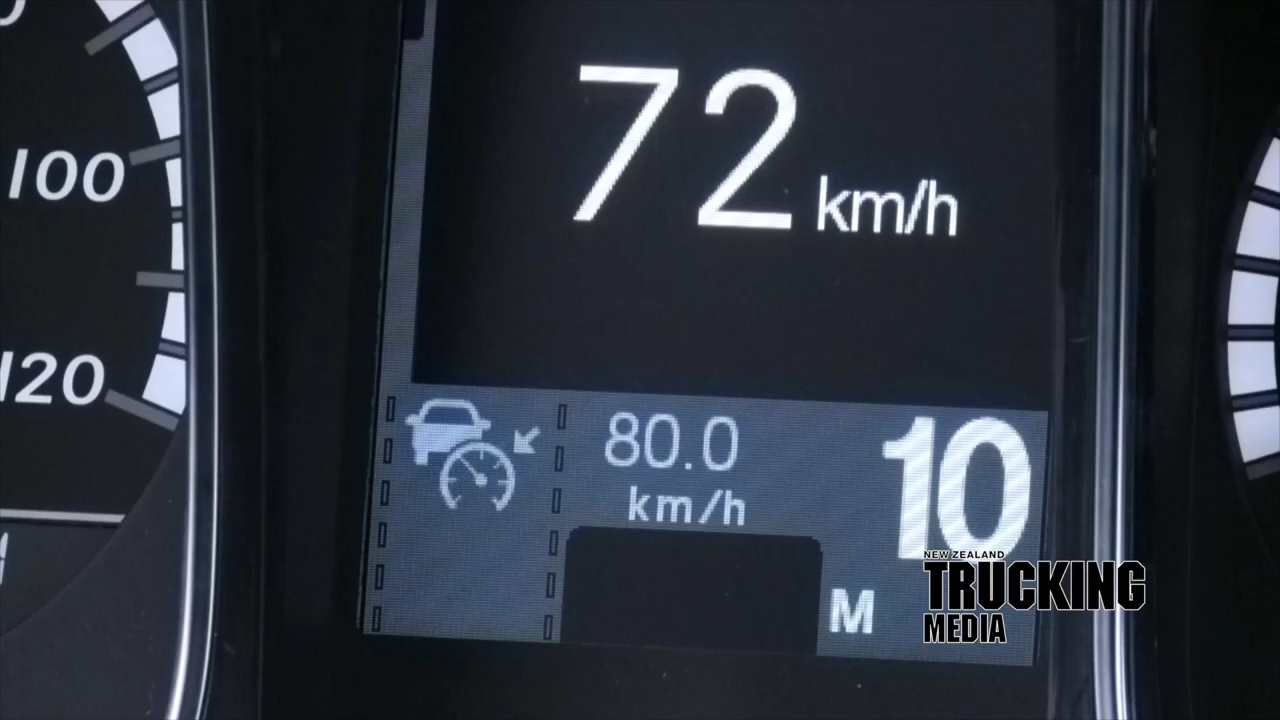 100
120
72 km/h
80.0
km/h
10
M
NEW ZEALAND
TRUCKING
MEDIA